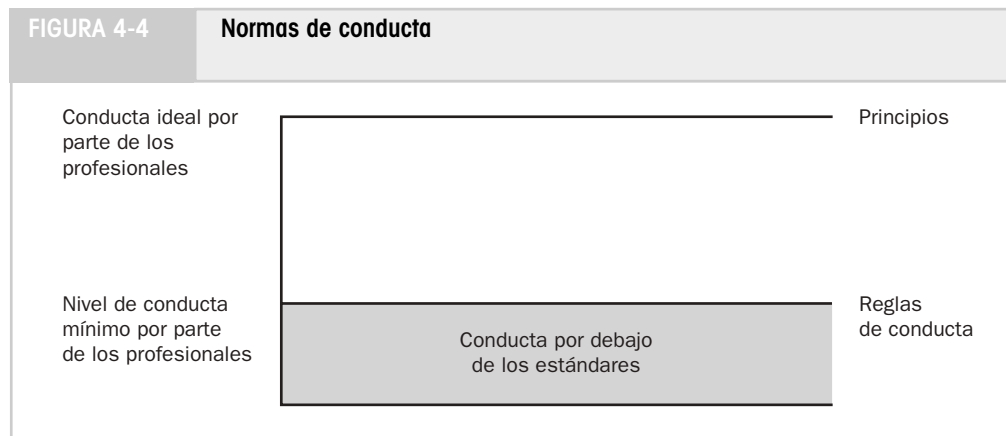 FIGURA 4-4
Normas de conducta
Conducta ideal por
parte de los
profesionales
Principios
Nivel de conducta
mínimo por parte
de los profesionales
Conducta por debajo
de los estándares
Reglas
de conducta